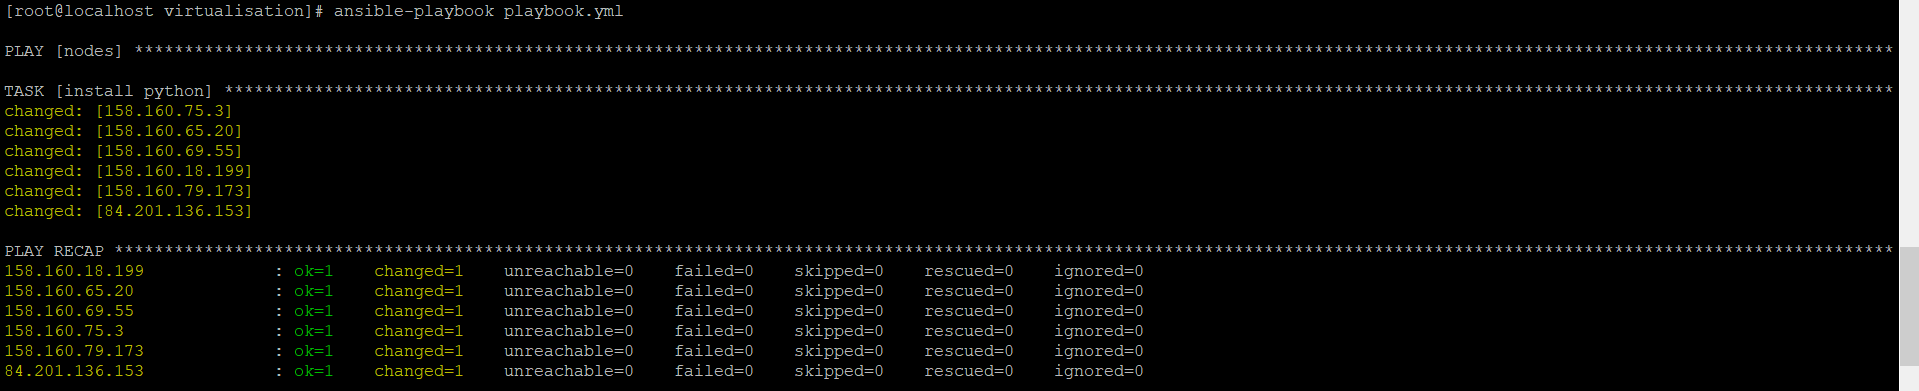 [root@localhost virtualisation]# ansible-playbook playbook.yml
PLAY [nodes] ********************************************************************************************************************************************************************************
TASK [install python] ***********************************************************************************************************************************************************************
changed: [158.160.75.3]
changed: [158.160.65.20]
changed: [158.160.69.55]
changed: [158.160.18.199]
changed: [158.160.79.173]
changed: [84.201.136.153]
PLAY RECAP **********************************************************************************************************************************************************************************
158.160.18.199             : ok=1    changed=1    unreachable=0    failed=0    skipped=0    rescued=0    ignored=0
158.160.65.20              : ok=1    changed=1    unreachable=0    failed=0    skipped=0    rescued=0    ignored=0
158.160.69.55              : ok=1    changed=1    unreachable=0    failed=0    skipped=0    rescued=0    ignored=0
158.160.75.3               : ok=1    changed=1    unreachable=0    failed=0    skipped=0    rescued=0    ignored=0
158.160.79.173             : ok=1    changed=1    unreachable=0    failed=0    skipped=0    rescued=0    ignored=0
84.201.136.153             : ok=1    changed=1    unreachable=0    failed=0    skipped=0    rescued=0    ignored=0